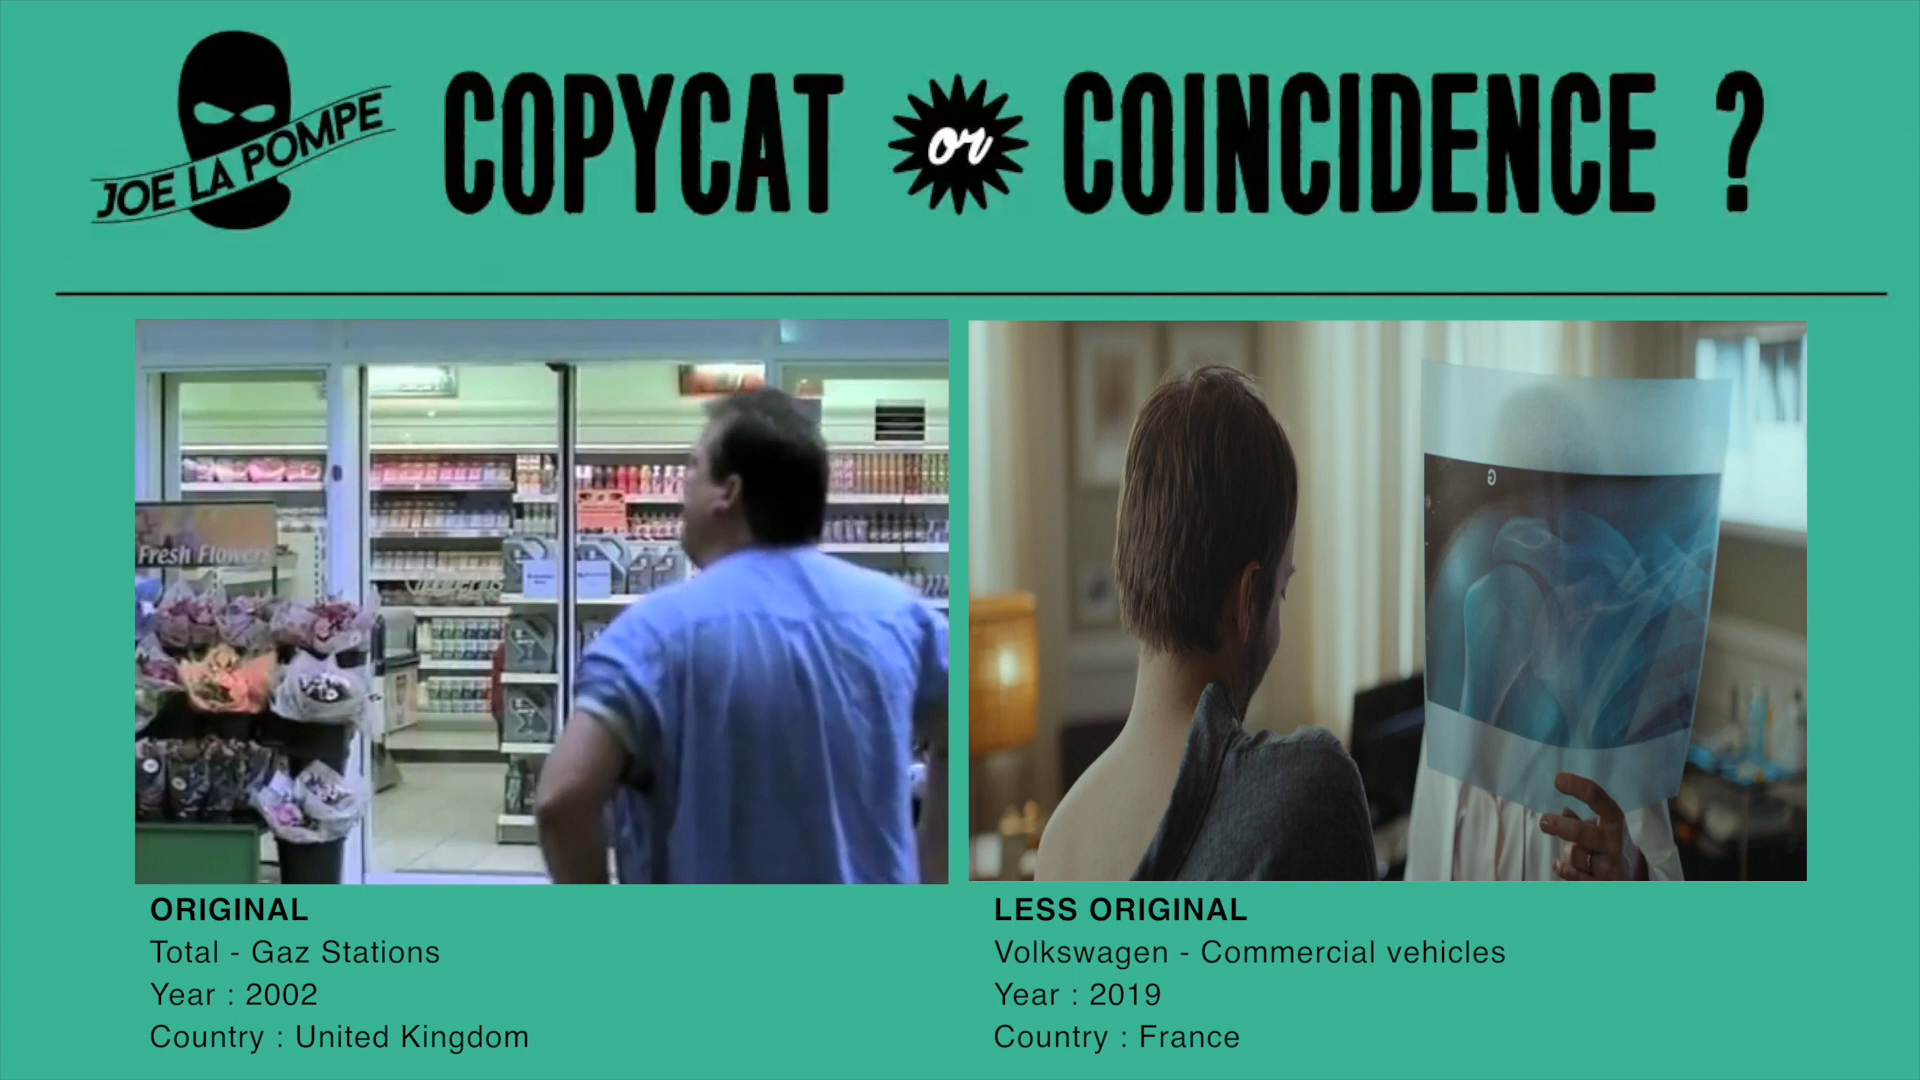 JOE LA POMPE
COPYCAT or COINCIDENCE ?
Fresh Flowers
G
ORIGINAL
Total - Gaz Stations
Year : 2002
Country : United Kingdom
LESS ORIGINAL
Volkswagen - Commercial vehicles
Year : 2019
Country : France